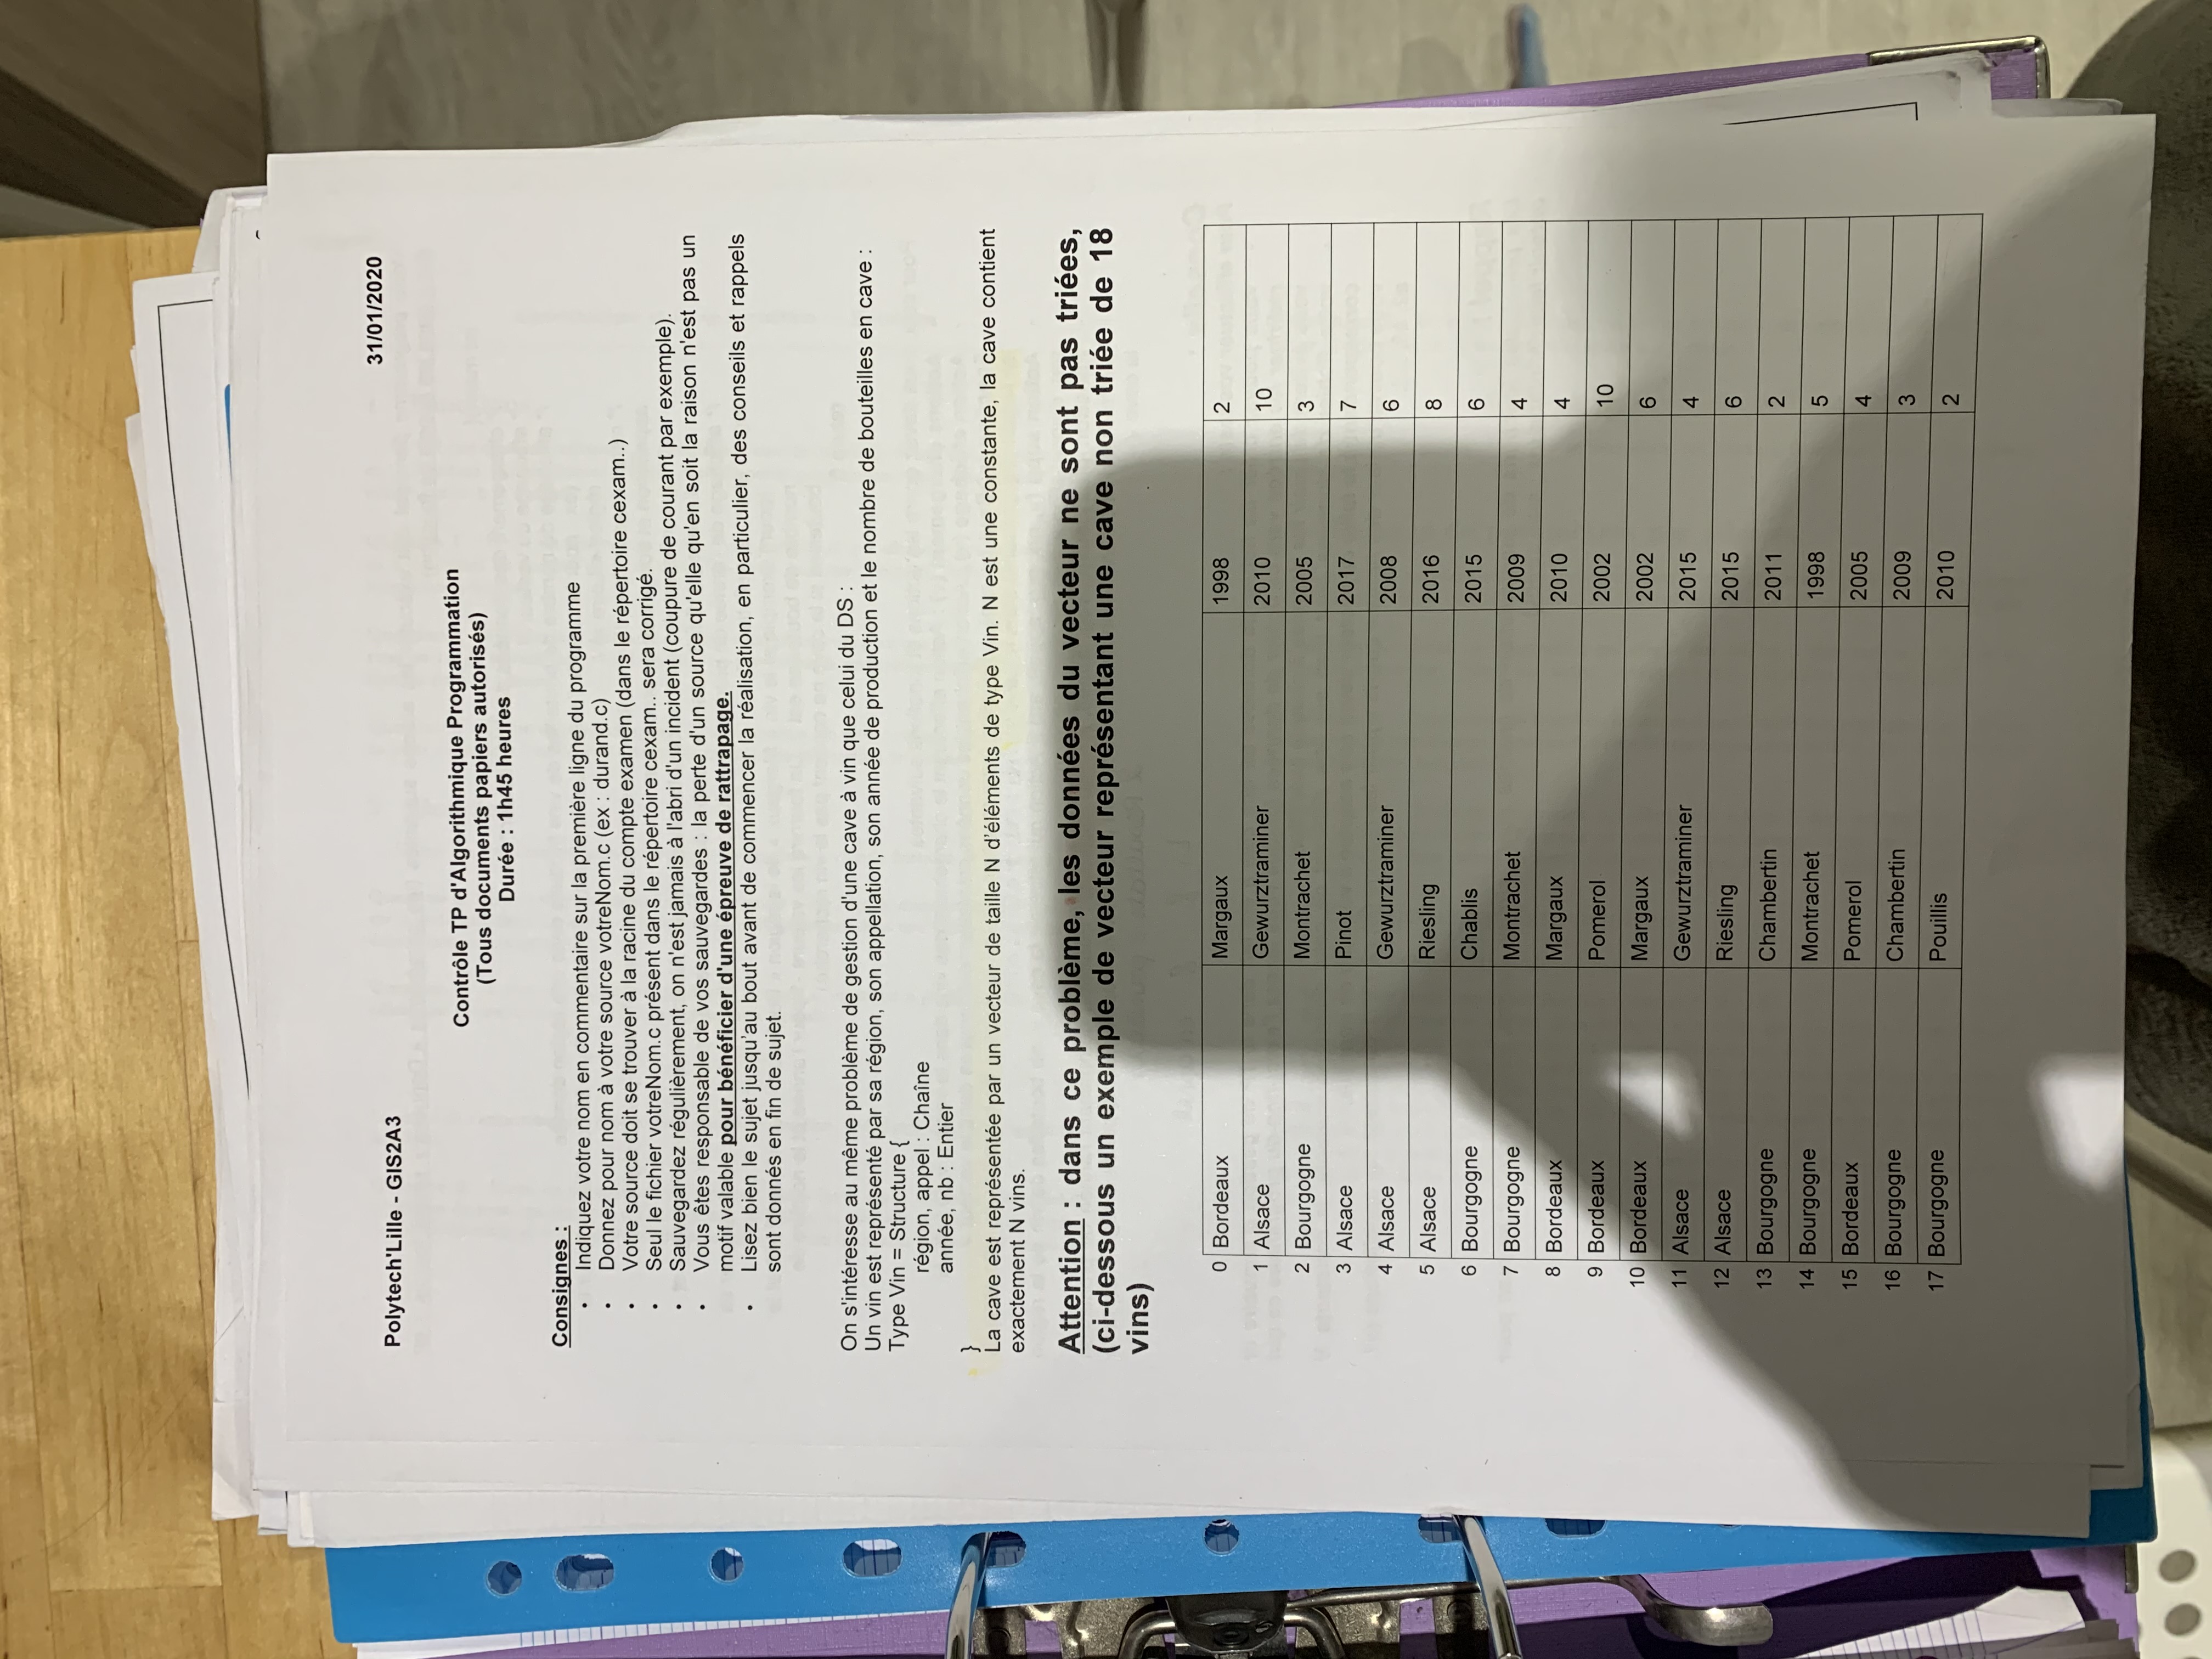 31/01/2020
Polytech'Lille - GIS2A3
Contrôle TP d'Algorithmique Programmation
(Tous documents papiers autorisés)
Durée : 1h45 heures
Consignes :
• Indiquez votre nom en commentaire sur la première ligne du programme
• Donnez pour nom à votre source votreNom.c (ex : durand.c)
• Votre source doit se trouver à la racine du compte examen (dans le répertoire cexam..)
• Seul le fichier votreNom.c présent dans le répertoire cexam.. sera corrigé.
• Sauvegardez régulièrement, on n'est jamais à l'abri d'un incident (coupure de courant par exemple).
• Vous êtes responsable de vos sauvegardes : la perte d'un source qu'elle qu'en soit la raison n'est pas un
motif valable pour bénéficier d'une épreuve de rattrapage.
• Lisez bien le sujet jusqu'au bout avant de commencer la réalisation, en particulier, des conseils et rappels
sont donnés en fin de sujet.
On s'intéresse au même problème de gestion d'une cave à vin que celui du DS :
Un vin est représenté par sa région, son appellation, son année de production et le nombre de bouteilles en cave :
Type Vin = Structure {
région, appel : Chaîne
année, nb : Entier
}
La cave est représentée par un vecteur de taille N d'éléments de type Vin. N est une constante, la cave contient
exactement N vins.
Attention : dans ce problème, les données du vecteur ne sont pas triées,
(ci-dessous un exemple de vecteur représentant une cave non triée de 18
vins)
0 Bordeaux Margaux 1998 2
1 Alsace Gewurztraminer 2010 10
2 Bourgogne Montrachet 2005 3
3 Alsace Pinot 2017 7
4 Alsace Gewurztraminer 2008 6
5 Alsace Riesling 2016 8
6 Bourgogne Chablis 2015 6
7 Bourgogne Montrachet 2009 4
8 Bordeaux Margaux 2010 4
9 Bordeaux Pomerol 2002 10
10 Bordeaux Margaux 2002 6
11 Alsace Gewurztraminer 2015 4
12 Alsace Riesling 2015 6
13 Bourgogne Chambertin 2011 2
14 Bourgogne Montrachet 1998 5
15 Bordeaux Pomerol 2005 4
16 Bourgogne Chambertin 2009 3
17 Bourgogne Pouillis 2010 2